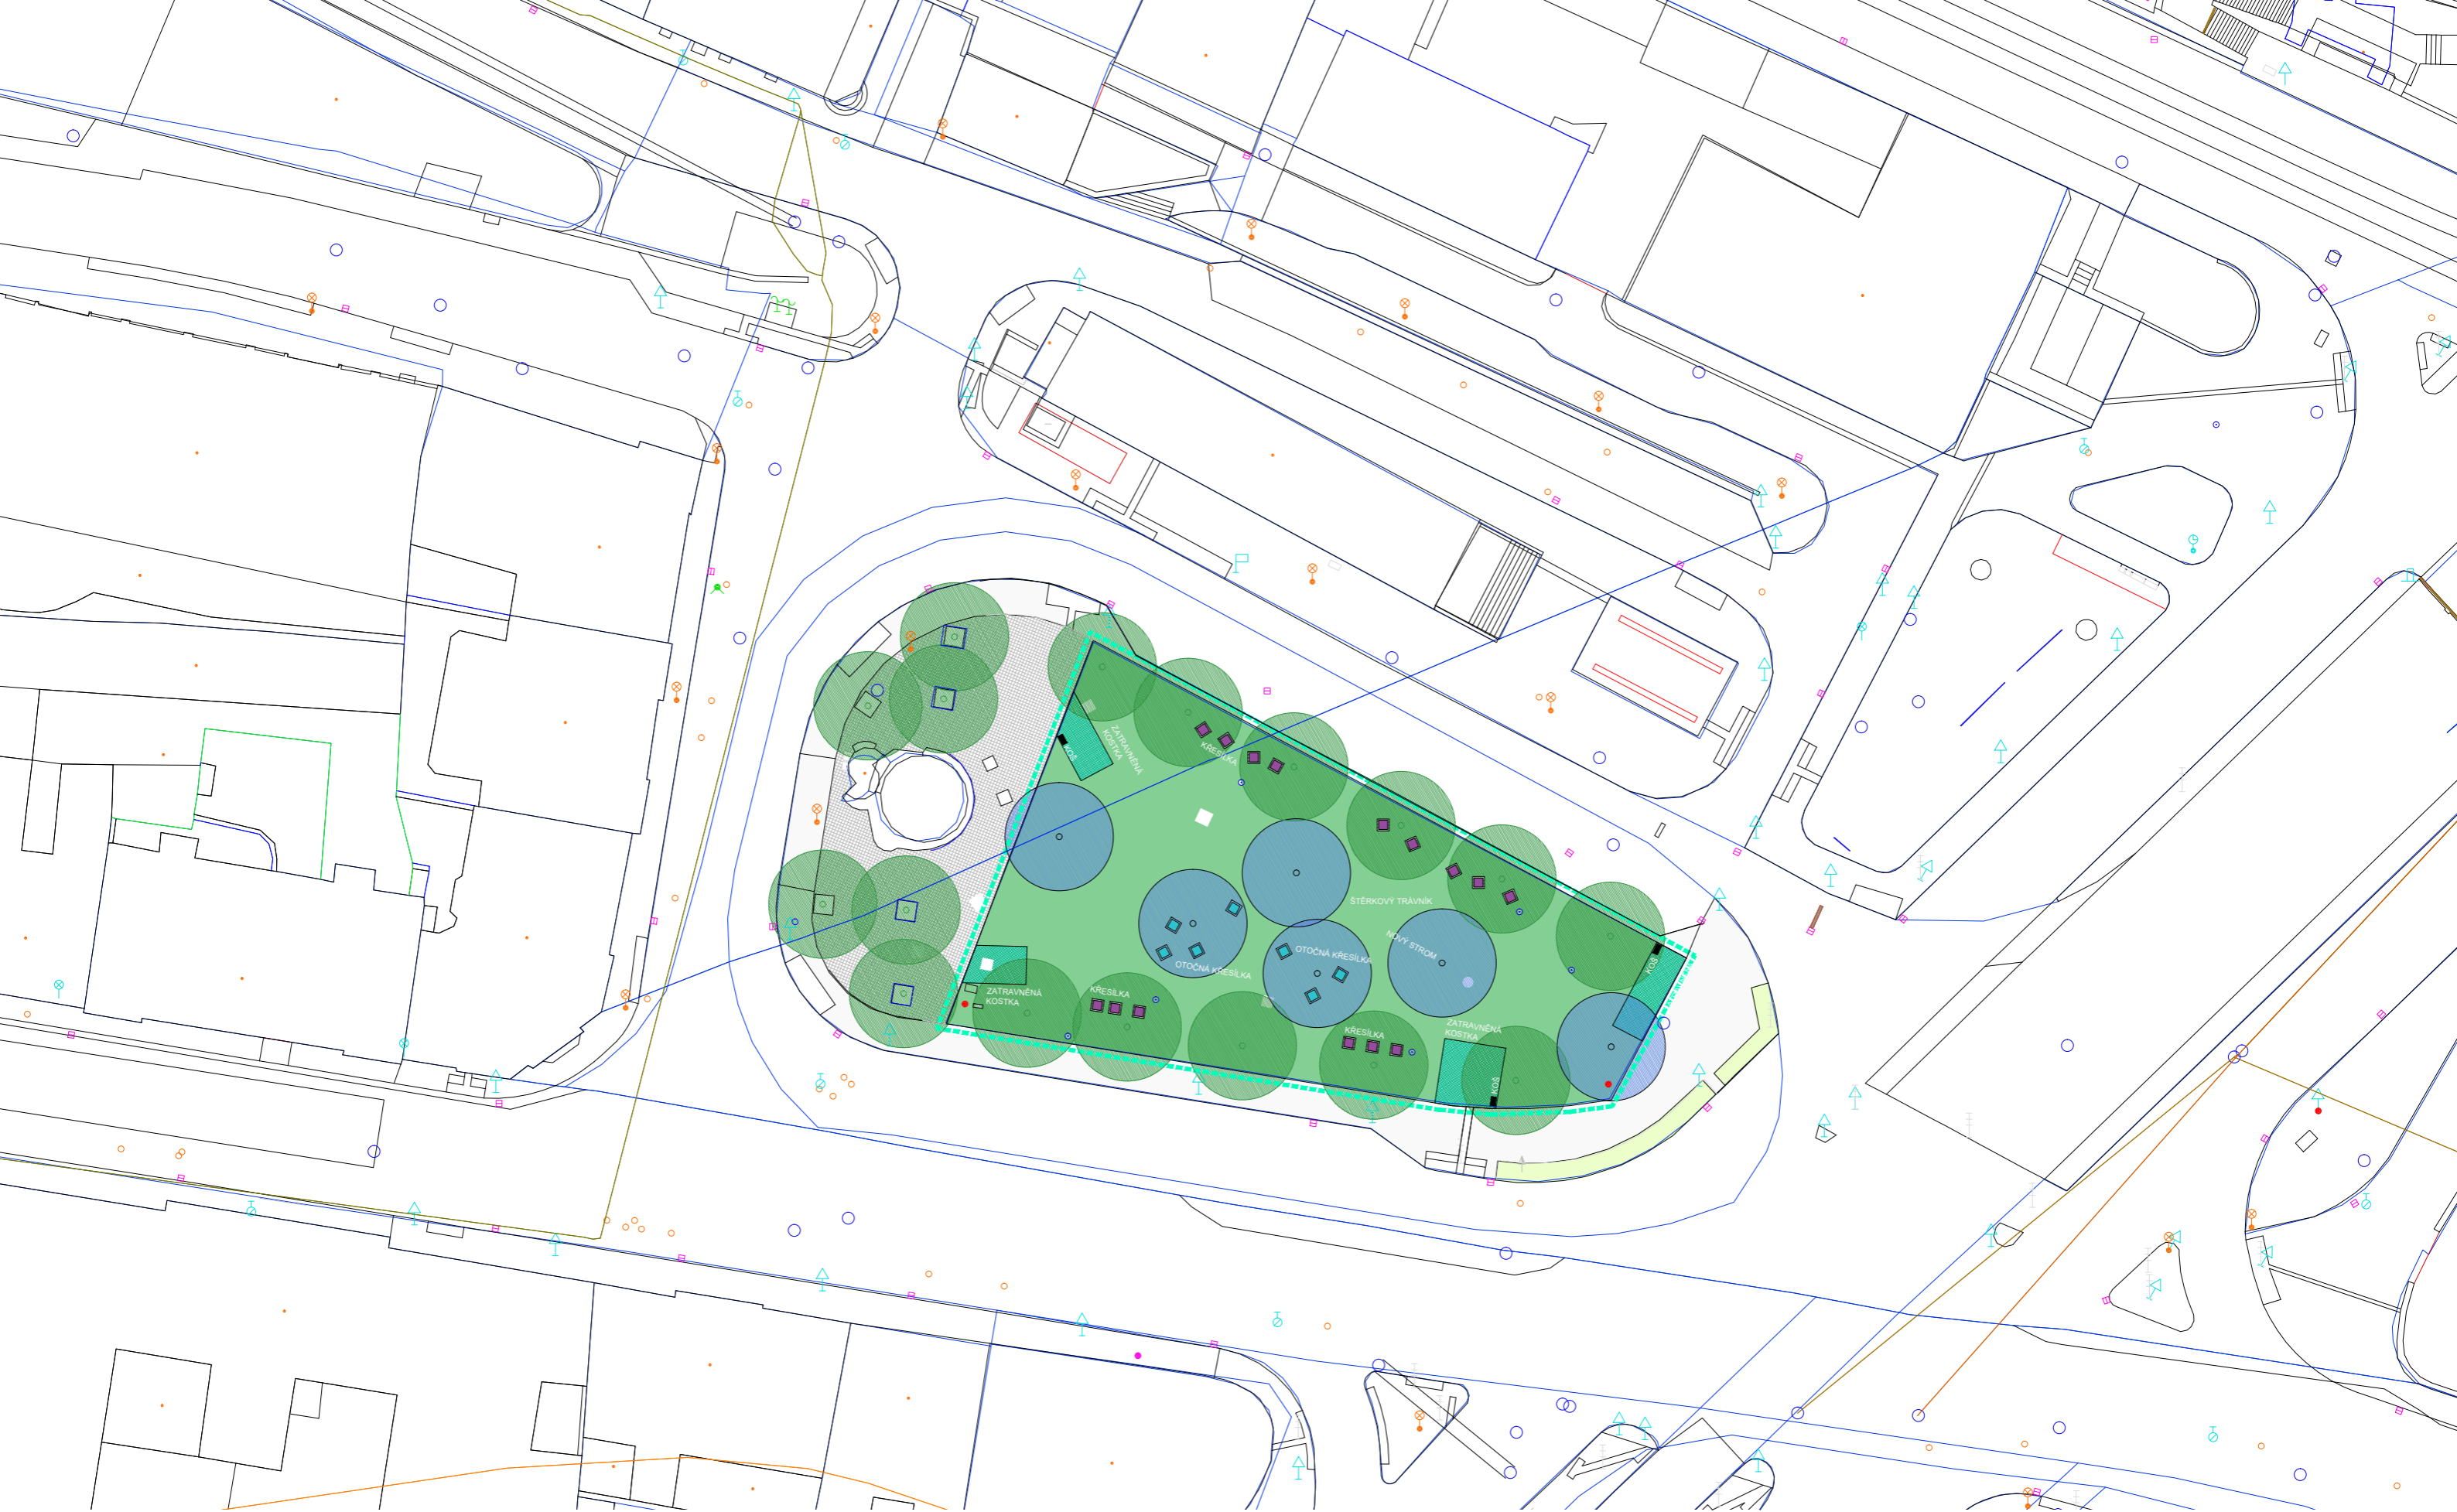 ZATRAVNĚNÁ
KOSTKA
KOŠ
KŘESÍLKA
ŠTĚRKOVÝ TRÁVNÍK
NOVÝ STROM
OTOČNÁ KŘESÍLKA
OTOČNÁ KŘESÍLKA
KOŠ
ZATRAVNĚNÁ
KOSTKA
KŘESÍLKA
KŘESÍLKA
ZATRAVNĚNÁ
KOSTKA
KOŠ